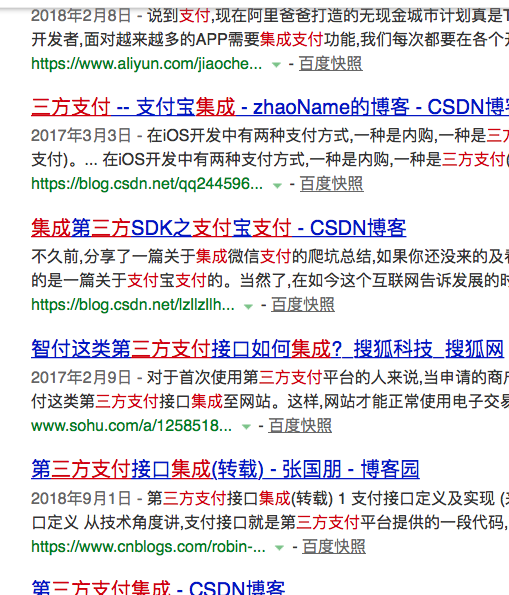 2018年2月8日 - 说到支付,现在阿里爸爸打造的无现金城市计划真是
开发者,面对越来越多的APP需要集成支付功能,我们每次都要在各个
https://www.aliyun.com/jiaoche... - 百度快照
三方支付 -- 支付宝集成 - zhaoName的博客 - CSDN博客
2017年3月3日 - 在iOS开发中有两种支付方式,一种是内购,一种是三
支付)。... 在iOS开发中有两种支付方式,一种是内购,一种是三方支付(
https://blog.csdn.net/qq244596... - 百度快照
集成第三方SDK之支付宝支付 - CSDN博客
不久前,分享了一篇关于集成微信支付的爬坑总结,如果你还没来的及看
的是一篇关于支付宝支付的。当然了,在如今这个互联网告诉发展的时
https://blog.csdn.net/lzllzllh... - 百度快照
智付这类第三方支付接口如何集成?_搜狐科技_搜狐网
2017年2月9日 - 对于首次使用第三方支付平台的人来说,当申请的商户
付这类第三方支付接口集成至网站。这样,网站才能正常使用电子交易
www.sohu.com/a/1258518... - 百度快照
第三方支付接口集成(转载) - 张国朋 - 博客园
2018年9月1日 - 第三方支付接口集成(转载) 1 支付接口定义及实现 (
口定义 从技术角度讲,支付接口就是第三方支付平台提供的一段代码,
https://www.cnblogs.com/robin-... - 百度快照
第三方支付集成 - CSDN博客